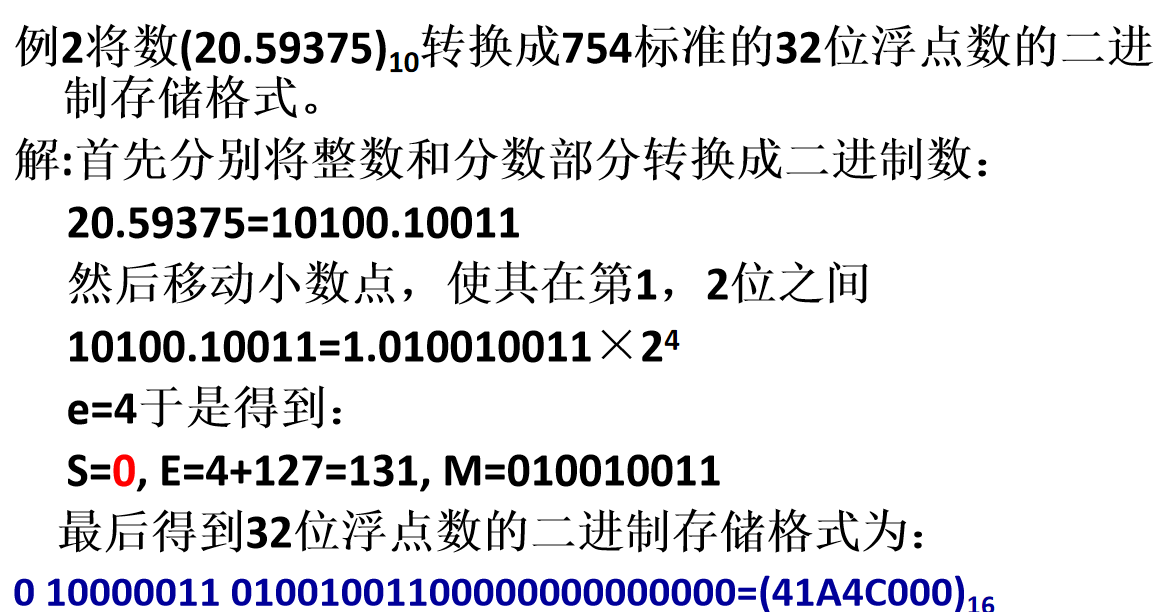 例2将数(20.59375)₁₀转换成754标准的32位浮点数的二进
制存储格式。
解:首先分别将整数和分数部分转换成二进制数：
20.59375=10100.10011
然后移动小数点，使其在第1，2位之间
10100.10011=1.010010011×2⁴
e=4于是得到：
S=0, E=4+127=131, M=010010011
最后得到32位浮点数的二进制存储格式为：
0 10000011 01001001100000000000000=(41A4C000)₁₆